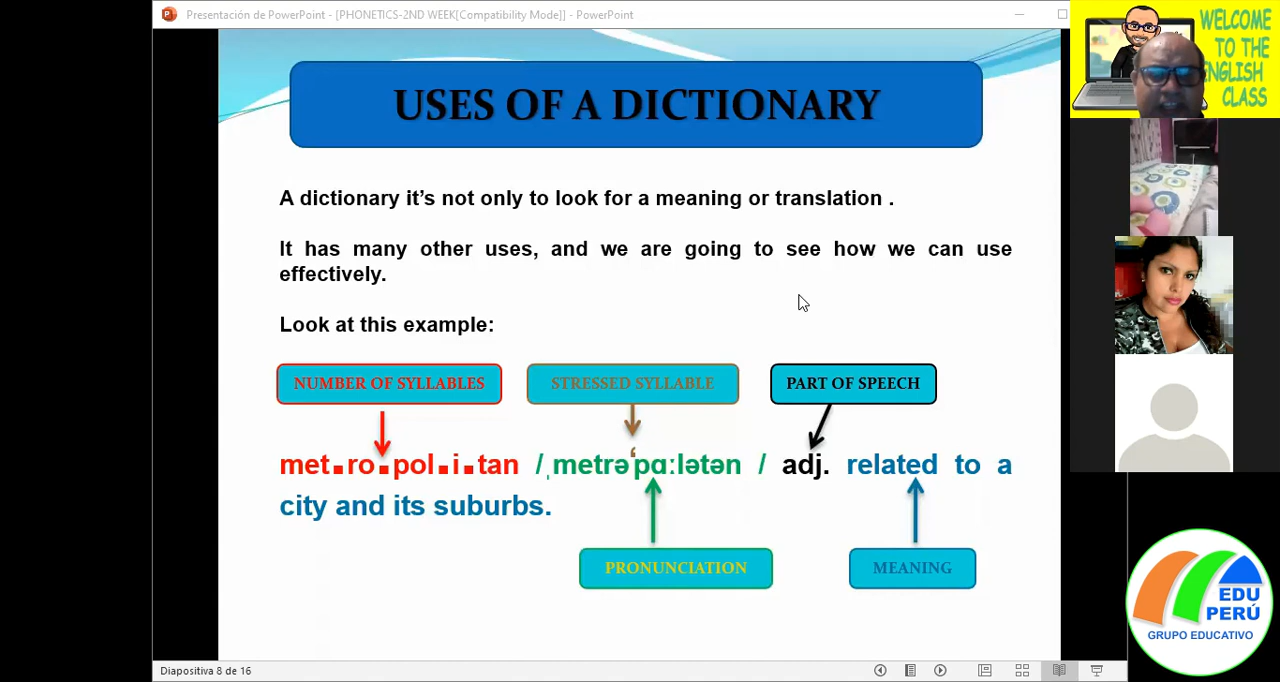 Presentación de PowerPoint - [PHONETICS-2ND WEEK[Compatibility Mode]] - PowerPoint
WELCOME
TO THE
ENGLISH
CLASS
USES OF A DICTIONARY
A dictionary it's not only to look for a meaning or translation .
It has many other uses, and we are going to see how we can use
effectively.
Look at this example:
NUMBER OF SYLLABLES
STRESSED SYLLABLE
PART OF SPEECH
met.ro.pol.i.tan /ˌmetrəˈpɑːlətən / adj. related to a
city and its suburbs.
PRONUNCIATION
MEANING
EDU
PERÚ
GRUPO EDUCATIVO
Diapositiva 8 de 16